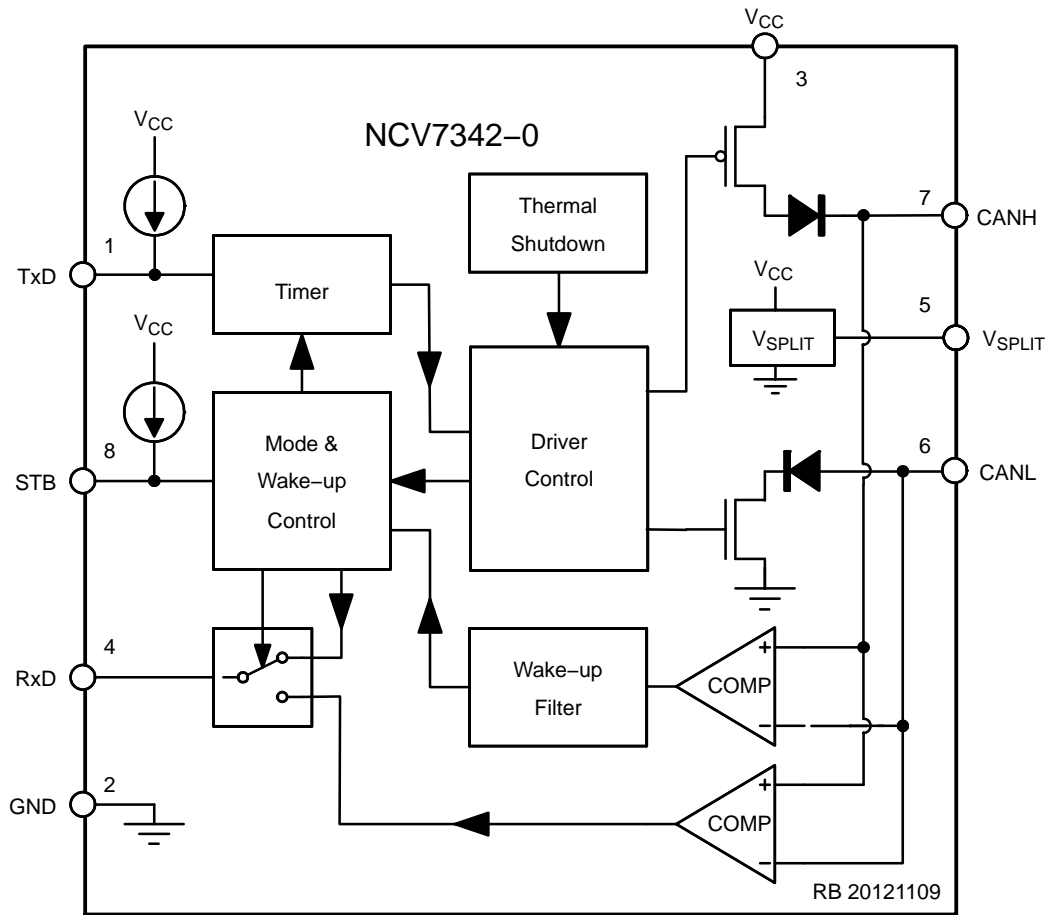 VCC
3
VCC
NCV7342−0
Thermal
Shutdown
7
CANH
1
TxD
Timer
VCC
VSPLIT
5
VSPLIT
VCC
Mode &
Wake−up
Control
8
STB
Driver
Control
6
CANL
4
RxD
Wake−up
Filter
+
COMP
−
2
GND
+
COMP
−
RB 20121109